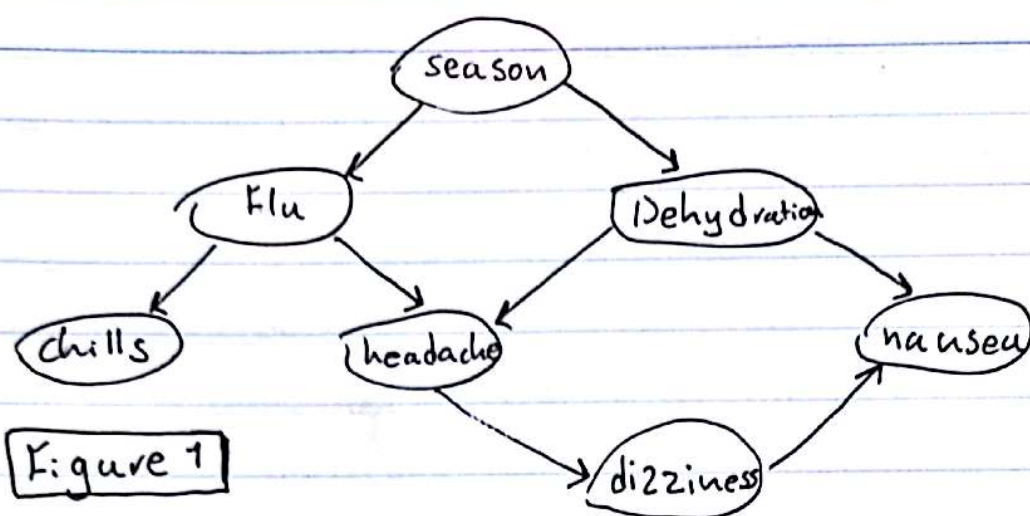 season
Flu
Dehydration
chills
headache
nausea
Figure 1
dizziness